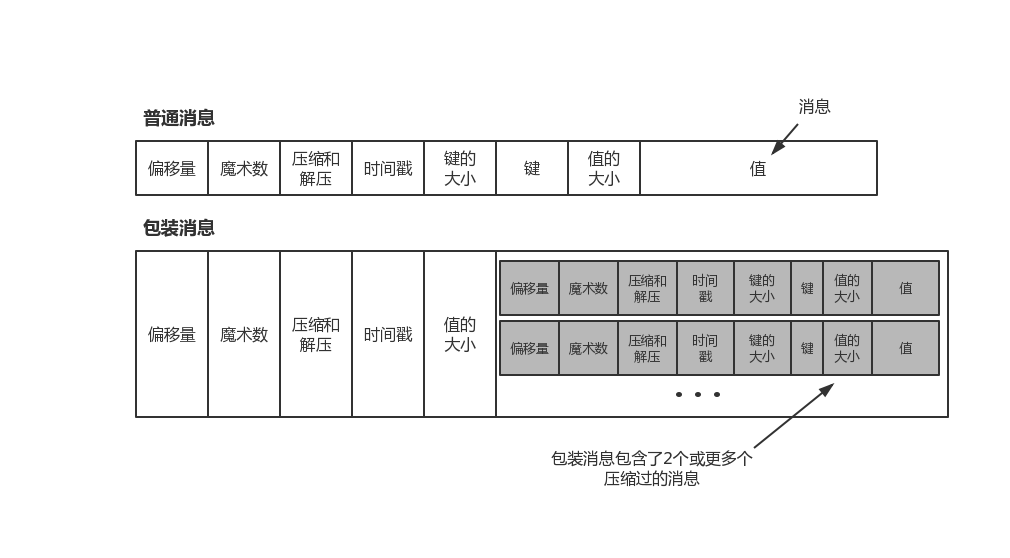 消息
普通消息
偏移量 魔术数 压缩和 时间戳 键的 键 值的 值
解压 大小 大小
包装消息
偏移量 魔术数 压缩和 时间戳 值的
解压 大小
偏移量 魔术数 压缩和 时间 键的 键 值的 值
解压 戳 大小 大小
偏移量 魔术数 压缩和 时间 键的 键 值的 值
解压 戳 大小 大小
• • •
包装消息包含了2个或更多个
压缩过的消息